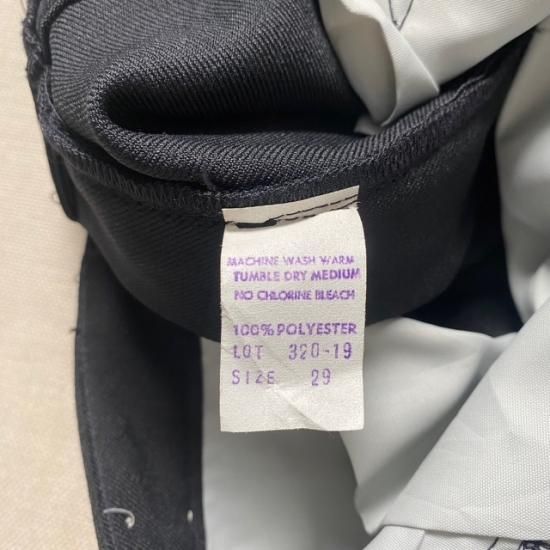 MACHINE WASH WARM
TUMBLE DRY MEDIUM
NO CHLORINE BLEACH
100% POLYESTER
LOT 320-19
SIZE 29